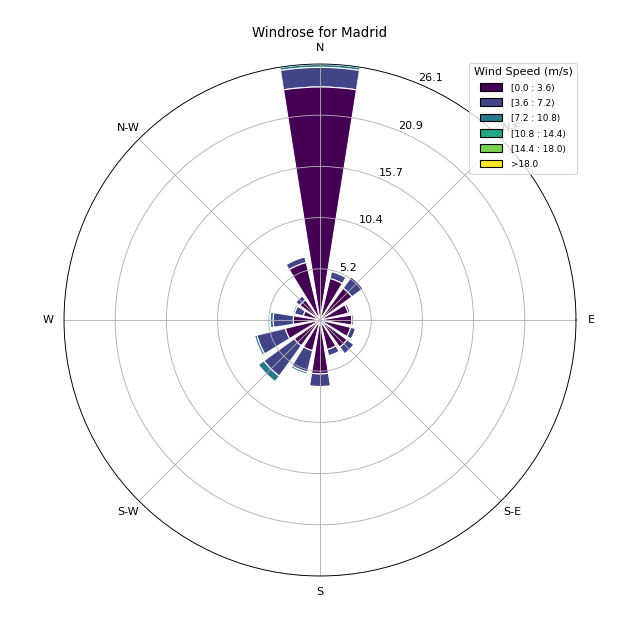 Windrose for Madrid
N
26.1
20.9
15.7
10.4
5.2
N-W
N-E
W
E
S-W
S-E
S
Wind Speed (m/s)
[0.0 : 3.6)
[3.6 : 7.2)
[7.2 : 10.8)
[10.8 : 14.4)
[14.4 : 18.0)
>18.0